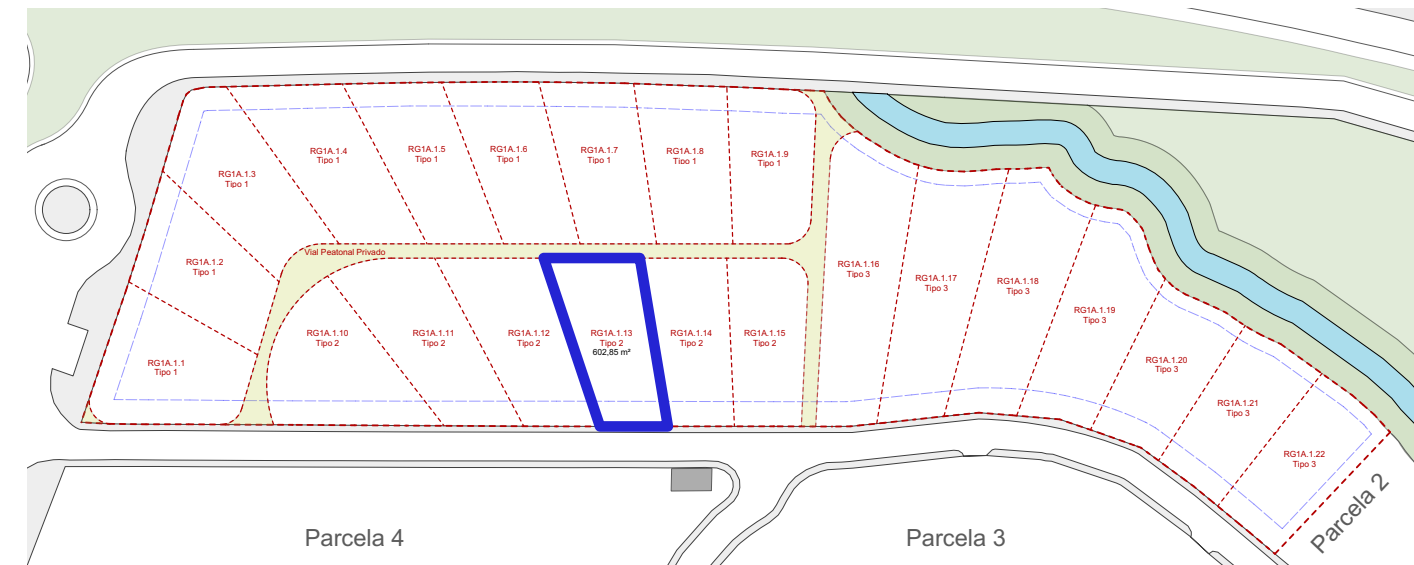 RG1A.1.1
Tipo 1
RG1A.1.2
Tipo 1
RG1A.1.3
Tipo 1
RG1A.1.4
Tipo 1
RG1A.1.5
Tipo 1
RG1A.1.6
Tipo 1
RG1A.1.7
Tipo 1
RG1A.1.8
Tipo 1
RG1A.1.9
Tipo 1
Vial Peatonal Privado
RG1A.1.10
Tipo 2
RG1A.1.11
Tipo 2
RG1A.1.12
Tipo 2
RG1A.1.13
Tipo 2
602,85 m²
RG1A.1.14
Tipo 2
RG1A.1.15
Tipo 2
RG1A.1.16
Tipo 3
RG1A.1.17
Tipo 3
RG1A.1.18
Tipo 3
RG1A.1.19
Tipo 3
RG1A.1.20
Tipo 3
RG1A.1.21
Tipo 3
RG1A.1.22
Tipo 3
Parcela 4
Parcela 3
Parcela 2